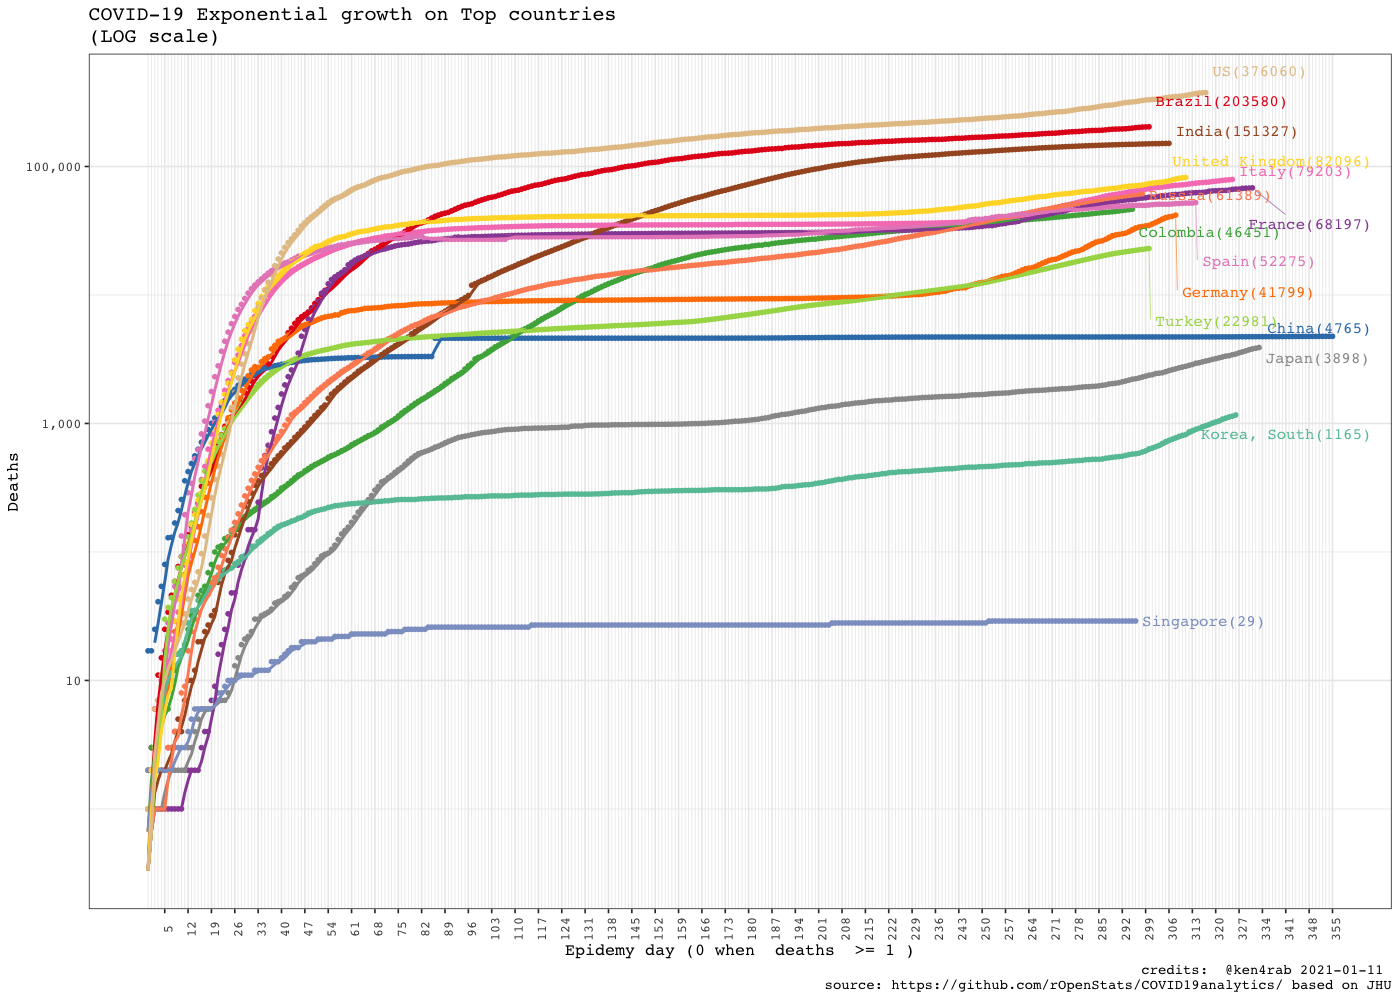 COVID-19 Exponential growth on Top countries
(LOG scale)
US(376060)
Brazil(203580)
India(151327)
United Kingdom(82096)
Italy(79203)
Russia(61389)
France(68197)
Colombia(46451)
Spain(52275)
Germany(41799)
Turkey(22981)
China(4765)
Japan(3898)
Korea, South(1165)
Singapore(29)
100,000
1,000
10
Deaths
5 12 19 26 33 40 47 54 61 68 75 82 89 96 103 110 117 124 131 138 145 152 159 166 173 180 187 194 201 208 215 222 229 236 243 250 257 264 271 278 285 292 299 306 313 320 327 334 341 348 355
Epidemy day (0 when deaths >= 1 )
credits: @ken4rab 2021-01-11
source: https://github.com/rOpenStats/COVID19analytics/ based on JHU